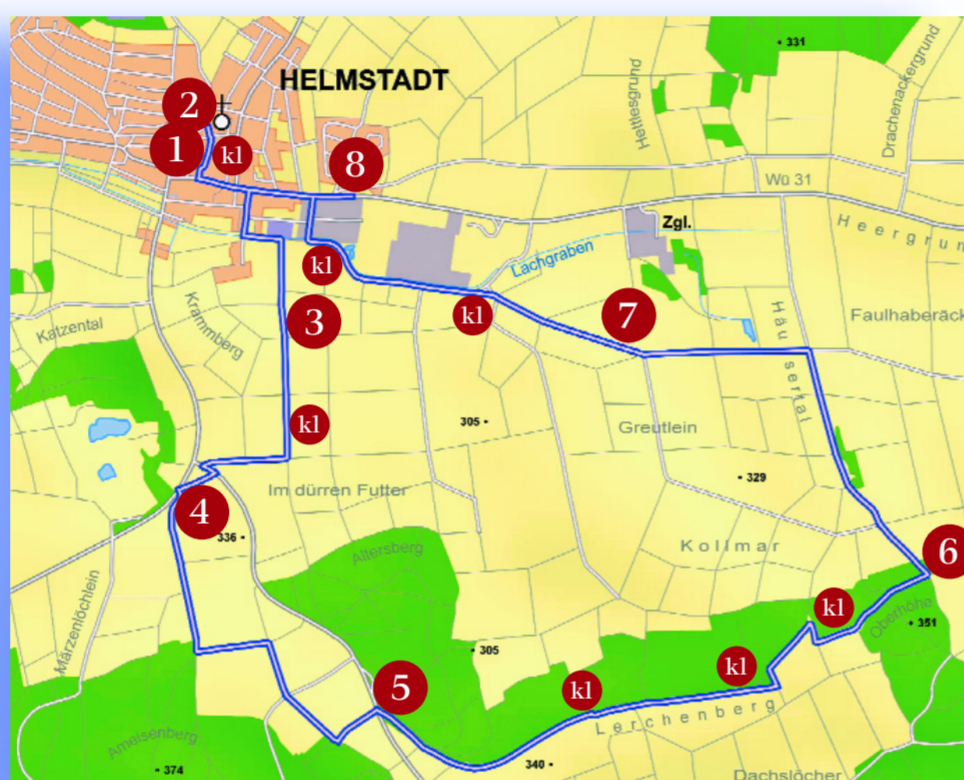 331
Heittlesgrund
Drachenackergrund
HELMSTADT
2
1
kl
8
Wü 31
Zgl.
Heergrun
Lachgraben
kl
kl
7
3
Katzental
Krammberg
Häusertal
Faulhaberäck
kl
305
Greutlein
329
Im dürren Futter
4
336
Kollmar
6
Altersberg
Märzenlöchlein
kl
Oberhöhe
351
305
kl
kl
5
Lerchenberg
Ameisenberg
374
340
Dachslöcher